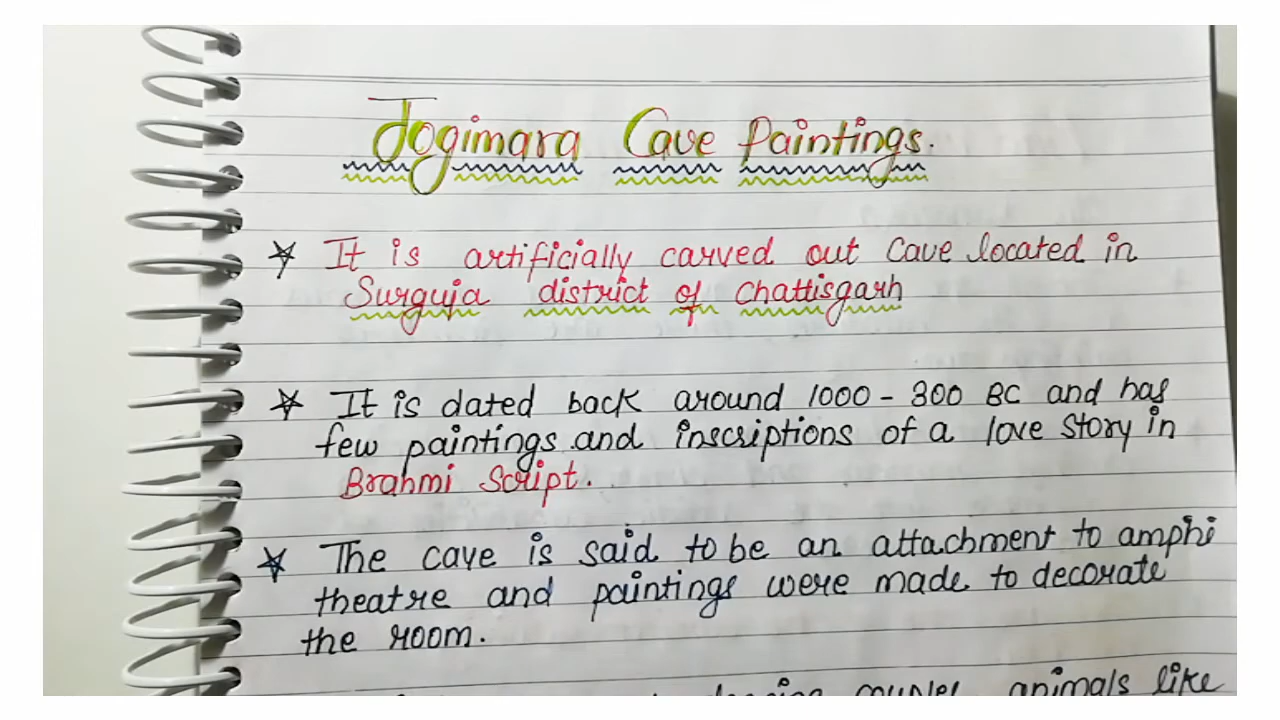 Jogimara Cave Paintings.
It is artificially carved out Cave located in
Surguja district of Chattisgarh
It is dated back around 1000 - 300 BC and has
few paintings and inscriptions of a love Story in
Brahmi Script.
The cave is said to be an attachment to amphi
theatre and paintings were made to decorate
the room.
dancing couples, animals like